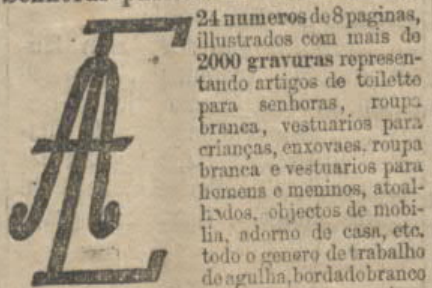 24 numeros de 8 paginas,
illustrados com mais de
2000 gravuras represen-
tando artigos de toilette
para senhoras, roupa
branca, vestuarios para
crianças, enxovaes, roupa
branca e vestuarios para
homens e meninos, atoal-
hados, objectos de mobi-
lia, adorno de casa, etc.
todo o genero de trabalho
de agulha, bordado branco